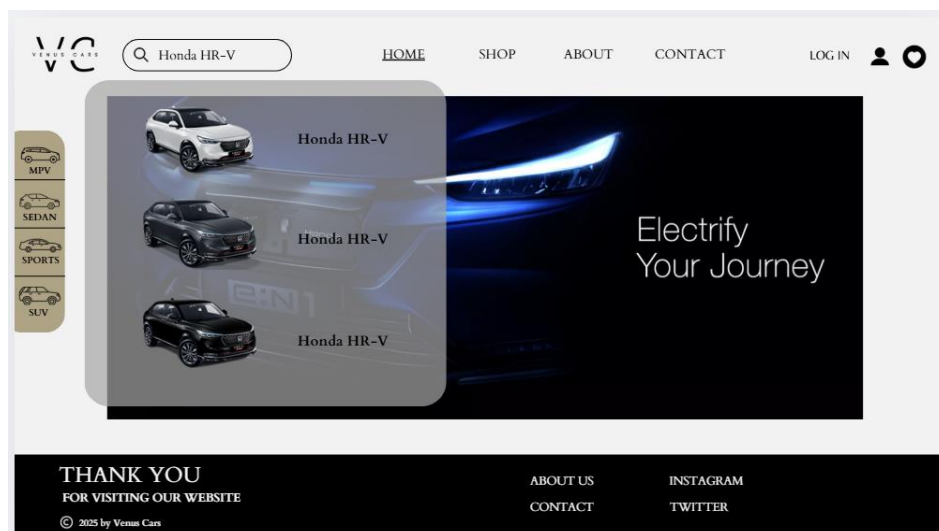 VC
VENUS CARS
Honda HR-V
HOME
SHOP
ABOUT
CONTACT
LOG IN
MPV
SEDAN
SPORTS
SUV
Honda HR-V
Honda HR-V
Honda HR-V
e:N1
Electrify
Your Journey
THANK YOU
FOR VISITING OUR WEBSITE
© 2025 by Venus Cars
ABOUT US
CONTACT
INSTAGRAM
TWITTER